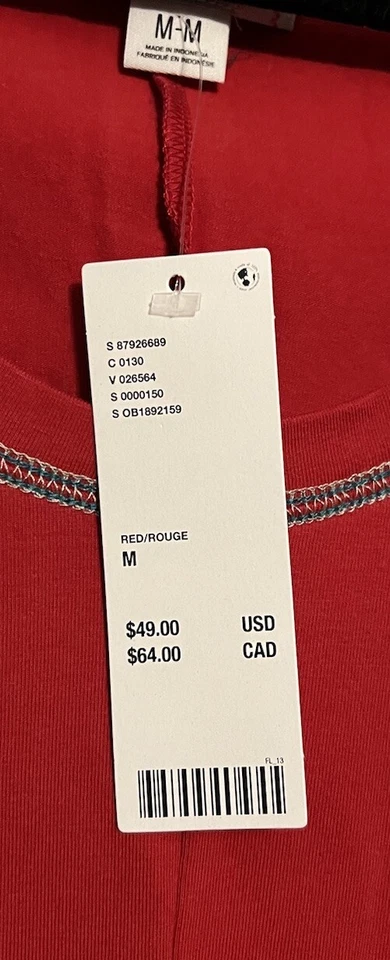 M-M
MADE IN INDONESIA
FABRIQUÉ EN INDONÉSIE
S 87926689
C 0130
V 026564
S 0000150
S OB1892159
RED/ROUGE
M
$49.00 USD
$64.00 CAD
FL_13